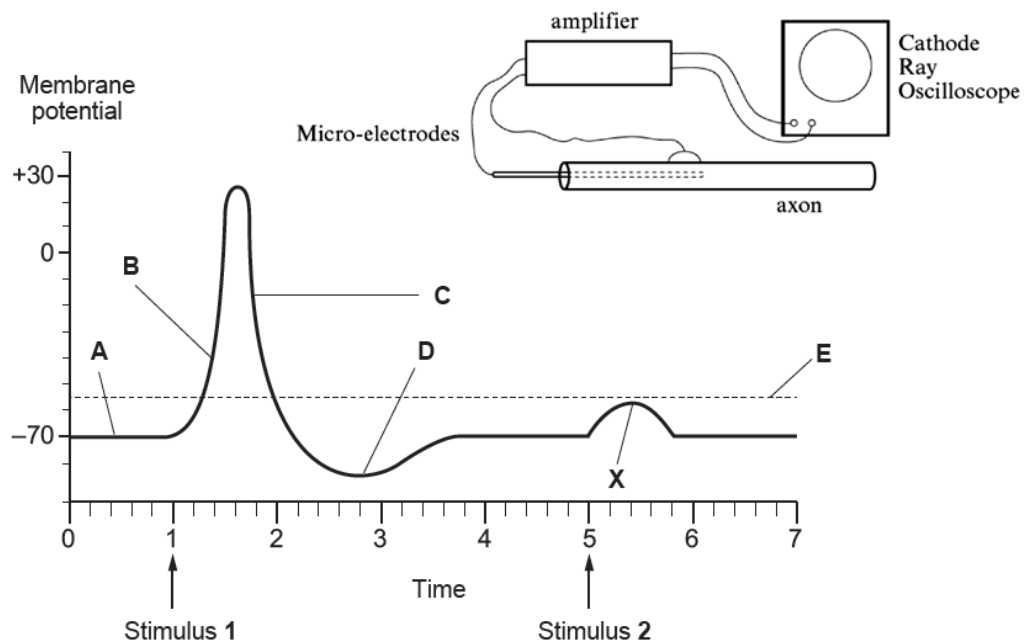 amplifier
Cathode
Ray
Oscilloscope
Micro-electrodes
axon
Membrane
potential
+30
0
–70
A
B
C
D
E
X
0 1 2 3 4 5 6 7
Time
Stimulus 1
Stimulus 2